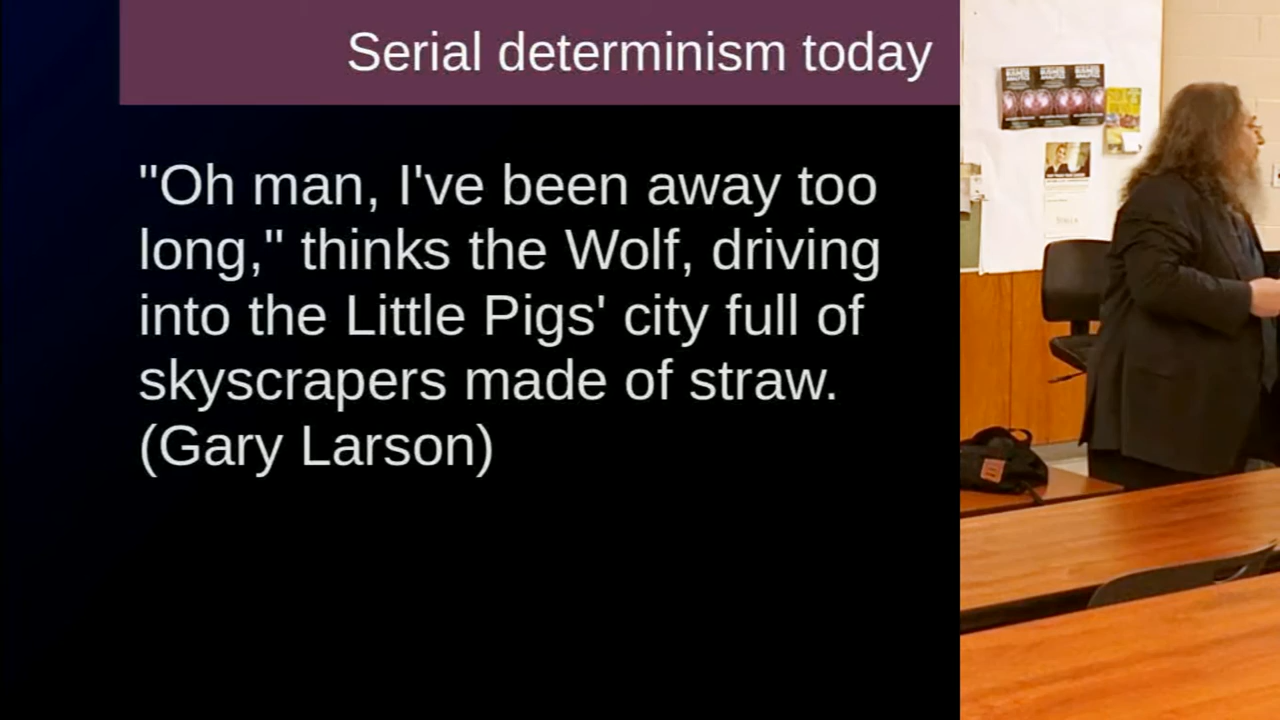 Serial determinism today
"Oh man, I've been away too
long," thinks the Wolf, driving
into the Little Pigs' city full of
skyscrapers made of straw.
(Gary Larson)